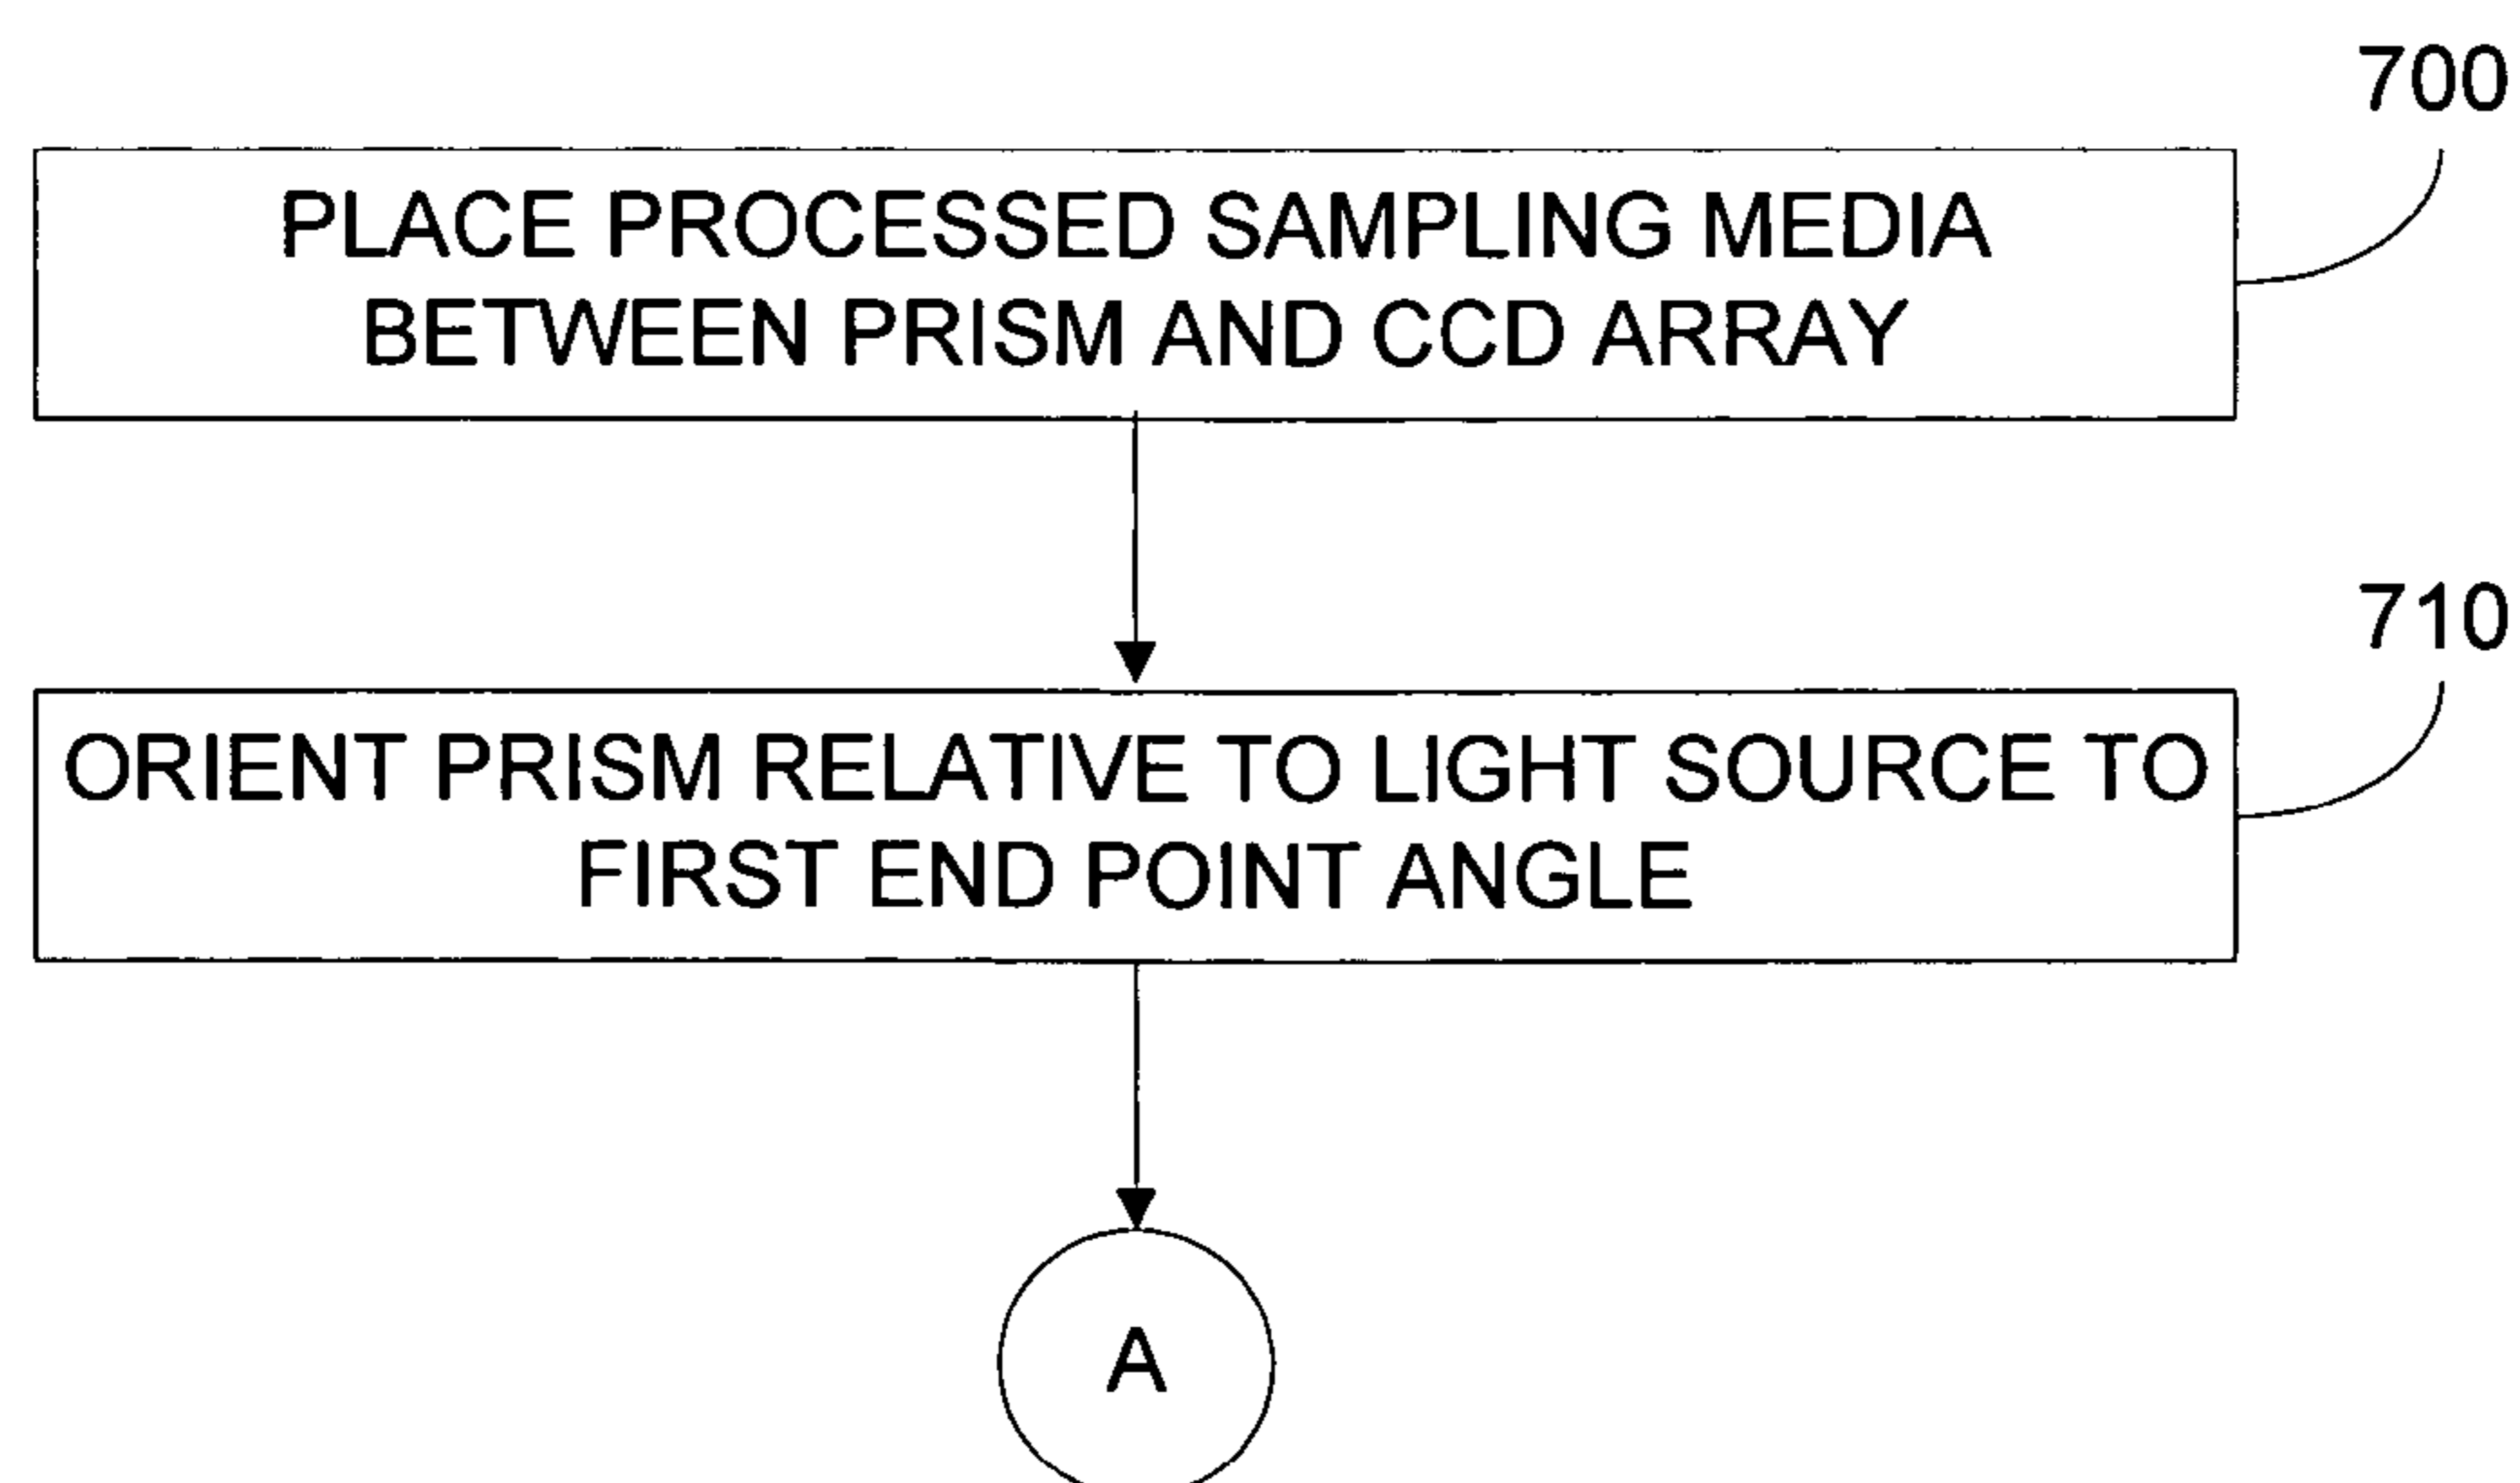 700
PLACE PROCESSED SAMPLING MEDIA
BETWEEN PRISM AND CCD ARRAY
710
ORIENT PRISM RELATIVE TO LIGHT SOURCE TO
FIRST END POINT ANGLE
A